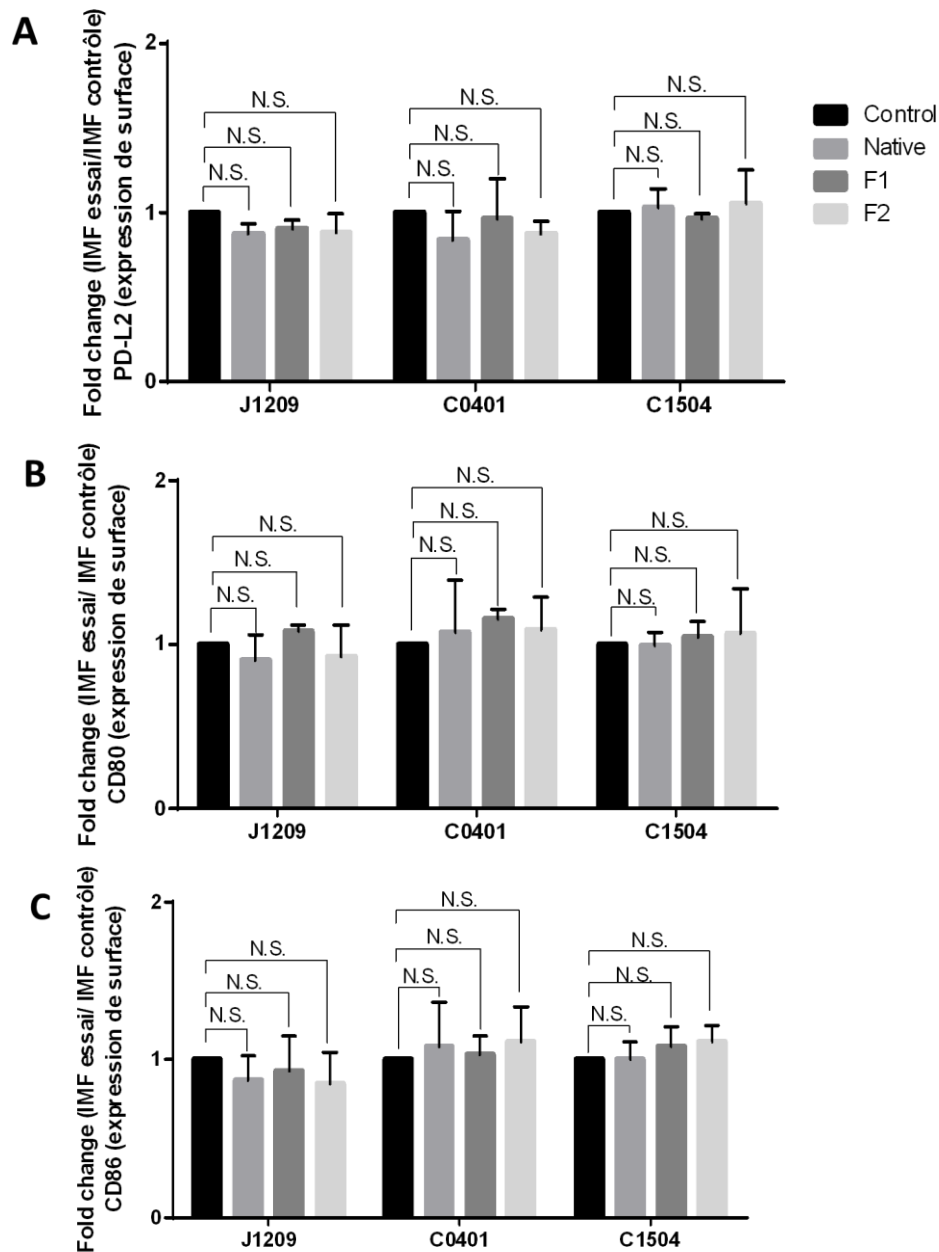 A
Fold change (IMF essai/IMF contrôle)
PD-L2 (expression de surface)
2
1
0
N.S.
N.S.
N.S.
N.S.
N.S.
N.S.
N.S.
N.S.
N.S.
J1209
C0401
C1504
Control
Native
F1
F2
B
Fold change (IMF essai/ IMF contrôle)
CD80 (expression de surface)
2
1
0
N.S.
N.S.
N.S.
N.S.
N.S.
N.S.
N.S.
N.S.
N.S.
J1209
C0401
C1504
C
Fold change (IMF essai/ IMF contrôle)
CD86 (expression de surface)
2
1
0
N.S.
N.S.
N.S.
N.S.
N.S.
N.S.
N.S.
N.S.
N.S.
J1209
C0401
C1504